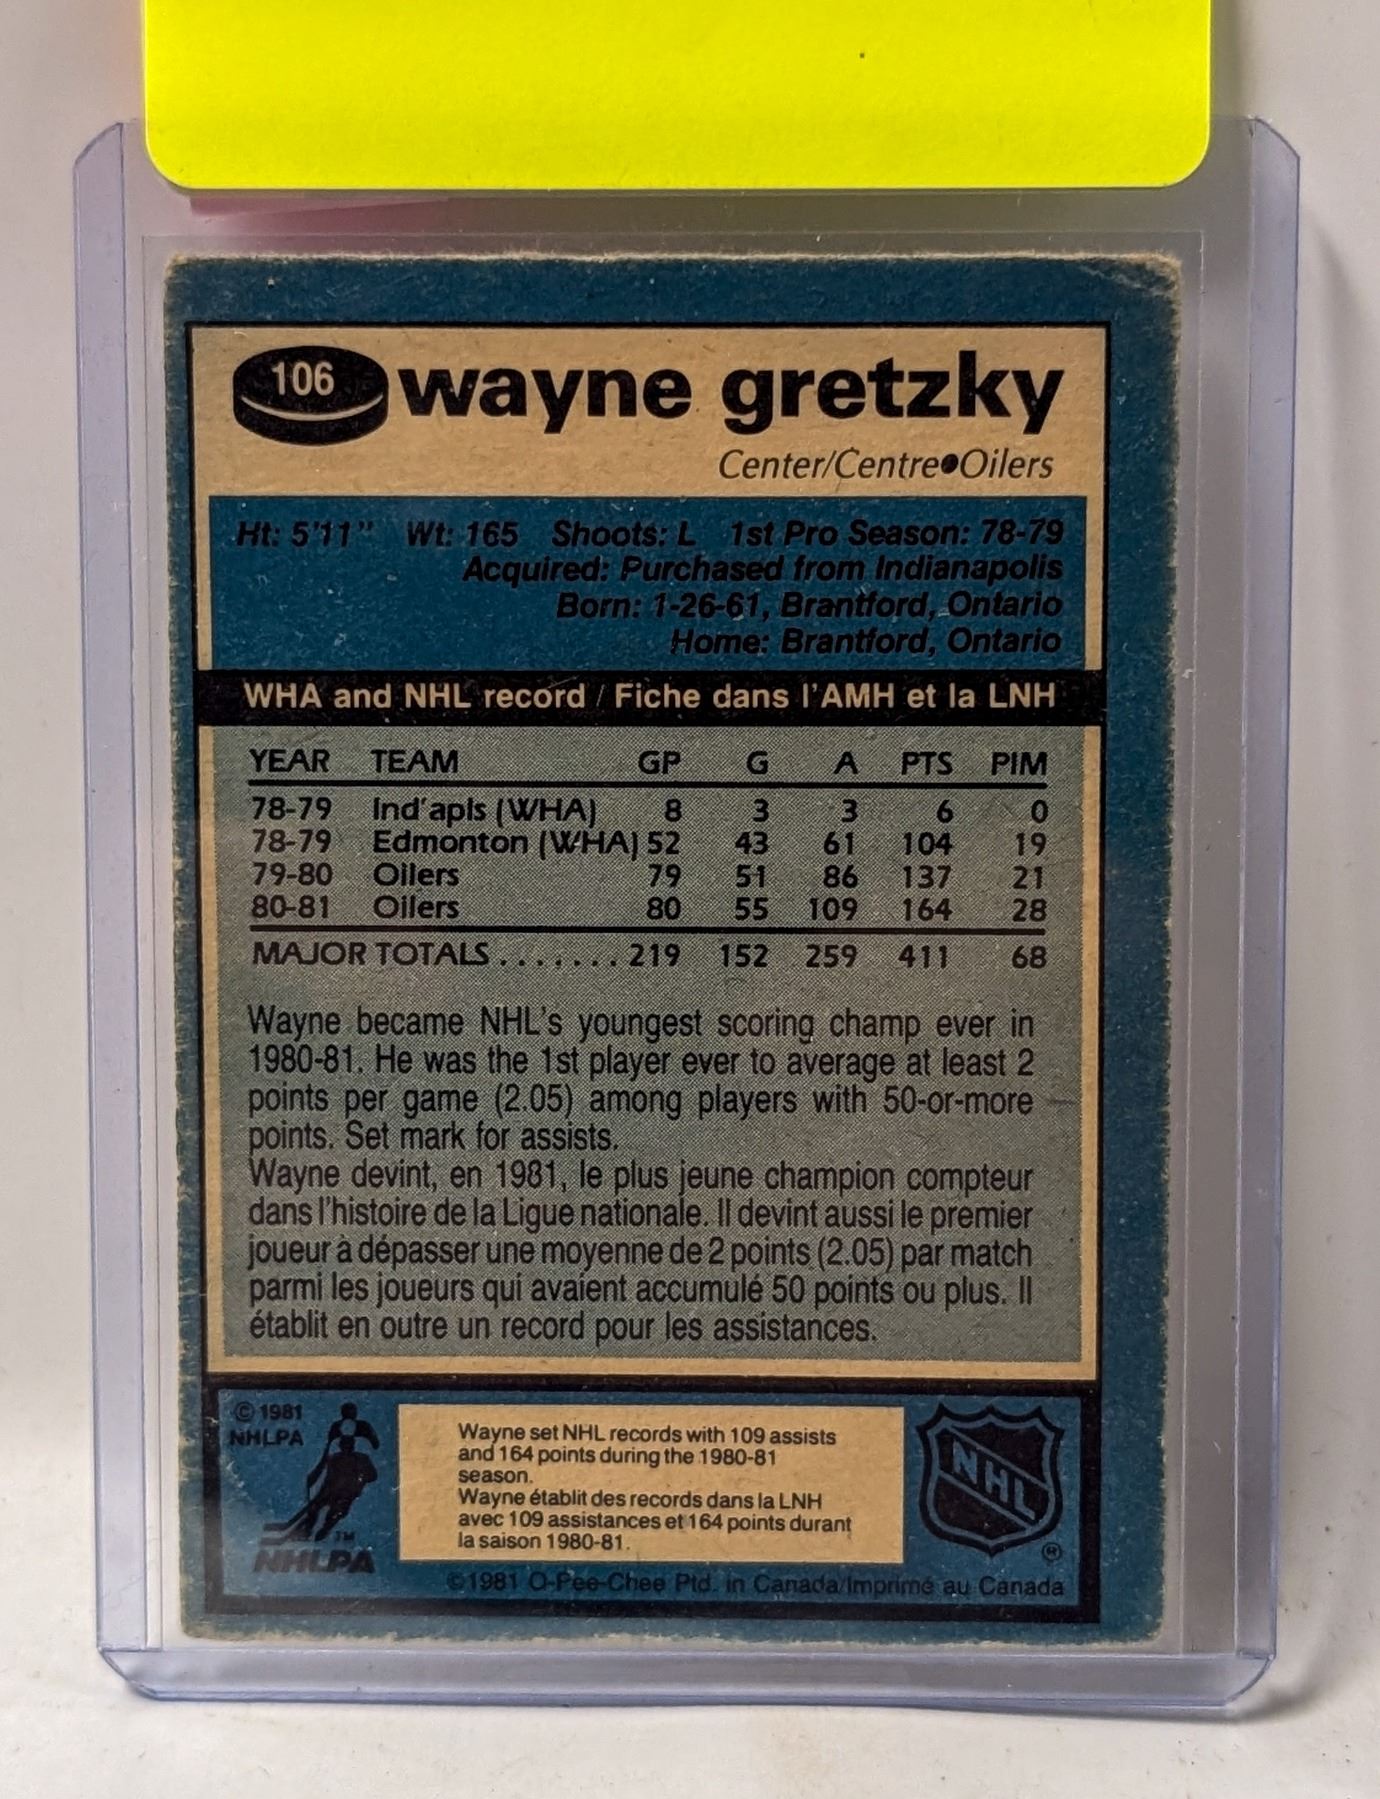 106 wayne gretzky
Center/Centre•Oilers
Ht: 5'11" Wt: 165 Shoots: L 1st Pro Season: 78-79
Acquired: Purchased from Indianapolis
Born: 1-26-61, Brantford, Ontario
Home: Brantford, Ontario
WHA and NHL record / Fiche dans l'AMH et la LNH
YEAR TEAM GP G A PTS PIM
78-79 Ind'apls (WHA) 8 3 3 6 0
78-79 Edmonton (WHA) 52 43 61 104 19
79-80 Oilers 79 51 86 137 21
80-81 Oilers 80 55 109 164 28
MAJOR TOTALS ....... 219 152 259 411 68
Wayne became NHL's youngest scoring champ ever in
1980-81. He was the 1st player ever to average at least 2
points per game (2.05) among players with 50-or-more
points. Set mark for assists.
Wayne devint, en 1981, le plus jeune champion compteur
dans l'histoire de la Ligue nationale. Il devint aussi le premier
joueur à dépasser une moyenne de 2 points (2.05) par match
parmi les joueurs qui avaient accumulé 50 points ou plus. Il
établit en outre un record pour les assistances.
© 1981
NHLPA
TM
NHLPA
Wayne set NHL records with 109 assists
and 164 points during the 1980-81
season.
Wayne établit des records dans la LNH
avec 109 assistances et 164 points durant
la saison 1980-81.
NHL
®
©1981 O-Pee-Chee Ptd. in Canada/Imprimé au Canada